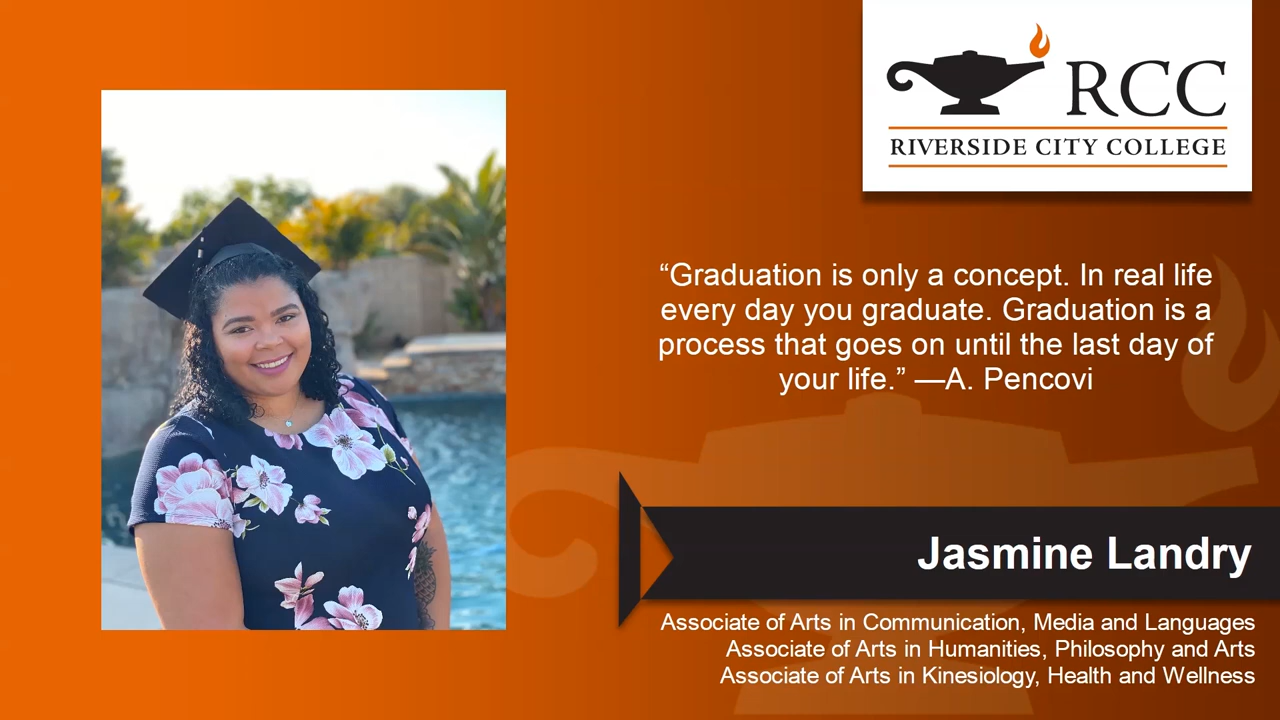 RCC
RIVERSIDE CITY COLLEGE
“Graduation is only a concept. In real life
every day you graduate. Graduation is a
process that goes on until the last day of
your life.” —A. Pencovi
Jasmine Landry
Associate of Arts in Communication, Media and Languages
Associate of Arts in Humanities, Philosophy and Arts
Associate of Arts in Kinesiology, Health and Wellness